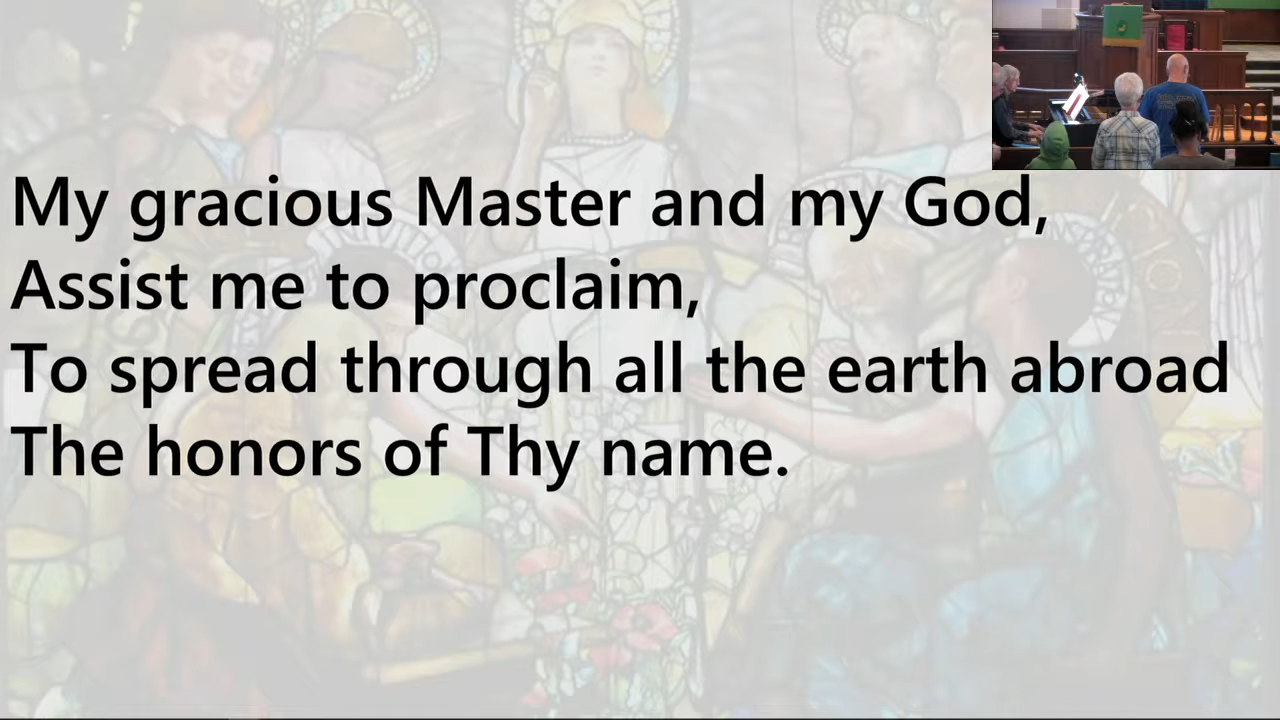 My gracious Master and my God,
Assist me to proclaim,
To spread through all the earth abroad
The honors of Thy name.